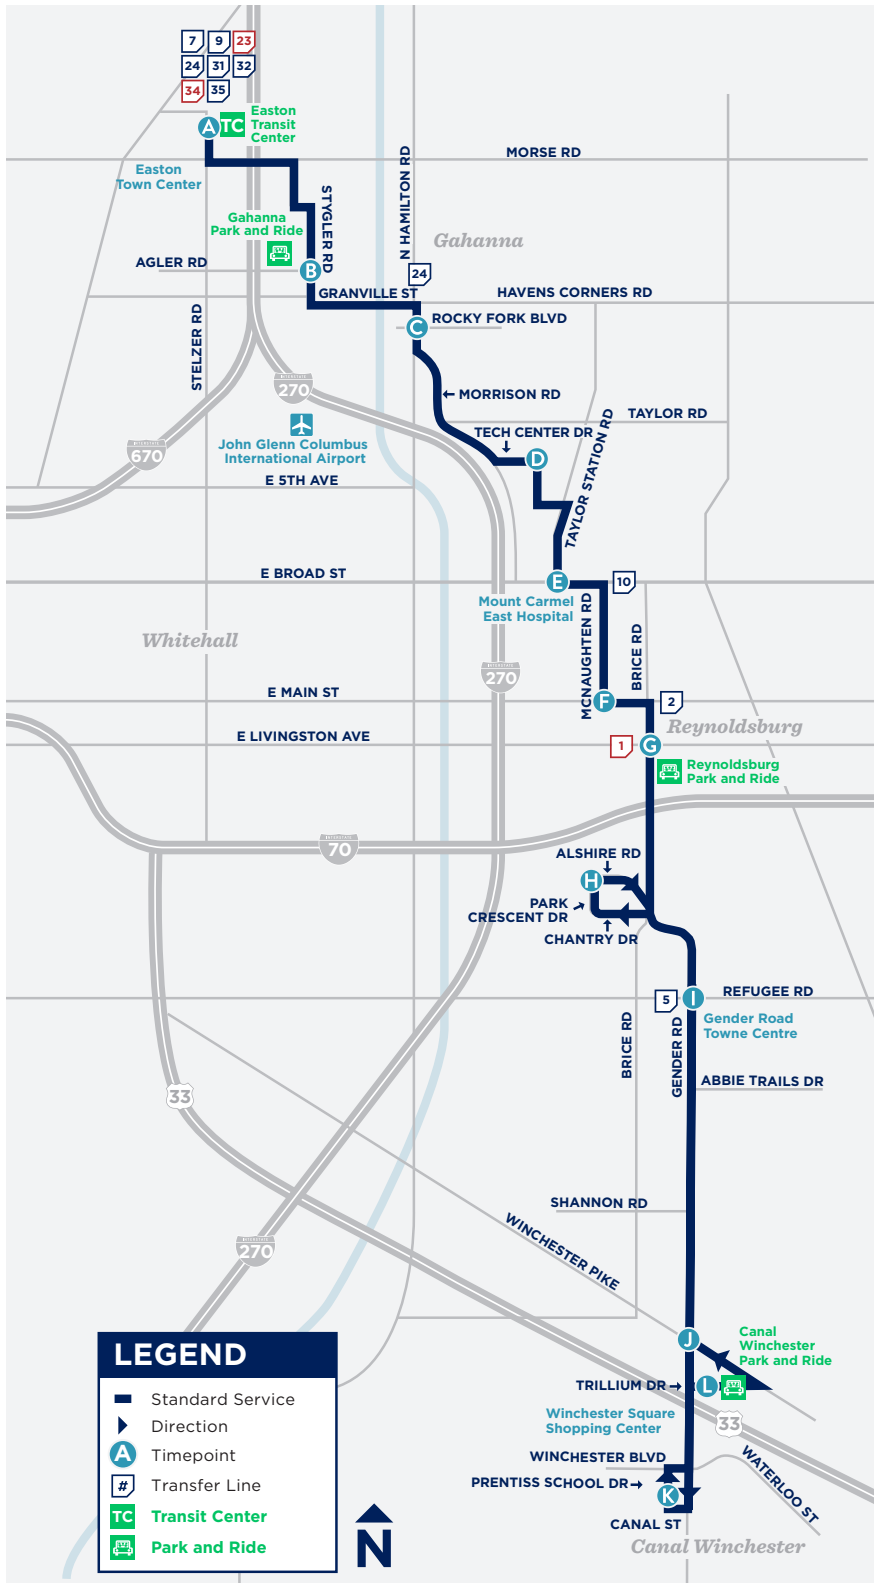 7 9 23
24 31 32
34 35
A
TC
Easton
Transit
Center
Easton
Town Center
MORSE RD
N HAMILTON RD
STYGLER RD
Gahanna
Park and Ride
Gahanna
AGLER RD
B
24
GRANVILLE ST
HAVENS CORNERS RD
C
ROCKY FORK BLVD
STELZER RD
INTERSTATE
270
MORRISON RD
TAYLOR RD
TECH CENTER DR
TAYLOR STATION RD
John Glenn Columbus
International Airport
INTERSTATE
670
D
E 5TH AVE
E BROAD ST
E
10
Mount Carmel
East Hospital
MCNAUGHTEN RD
BRICE RD
Whitehall
INTERSTATE
270
E MAIN ST
F
2
Reynoldsburg
E LIVINGSTON AVE
1
G
Reynoldsburg
Park and Ride
INTERSTATE
70
ALSHIRE RD
H
PARK
CRESCENT DR
CHANTRY DR
REFUGEE RD
5
I
Gender Road
Towne Centre
BRICE RD
GENDER RD
ABBIE TRAILS DR
33
SHANNON RD
WINCHESTER PIKE
INTERSTATE
270
J
Canal
Winchester
Park and Ride
TRILLIUM DR
L
Winchester Square
Shopping Center
33
WINCHESTER BLVD
WATERLOO ST
PRENTISS SCHOOL DR
K
CANAL ST
Canal Winchester
LEGEND
Standard Service
Direction
A Timepoint
# Transfer Line
TC Transit Center
Park and Ride
N